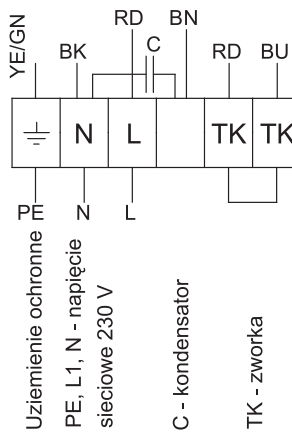 YE/GN
BK
RD
C
BN
RD
BU
N
L
TK
TK
PE
N
L
Uziemienie ochronne
PE, L1, N - napięcie
sieciowe 230 V
C - kondensator
TK - zworka